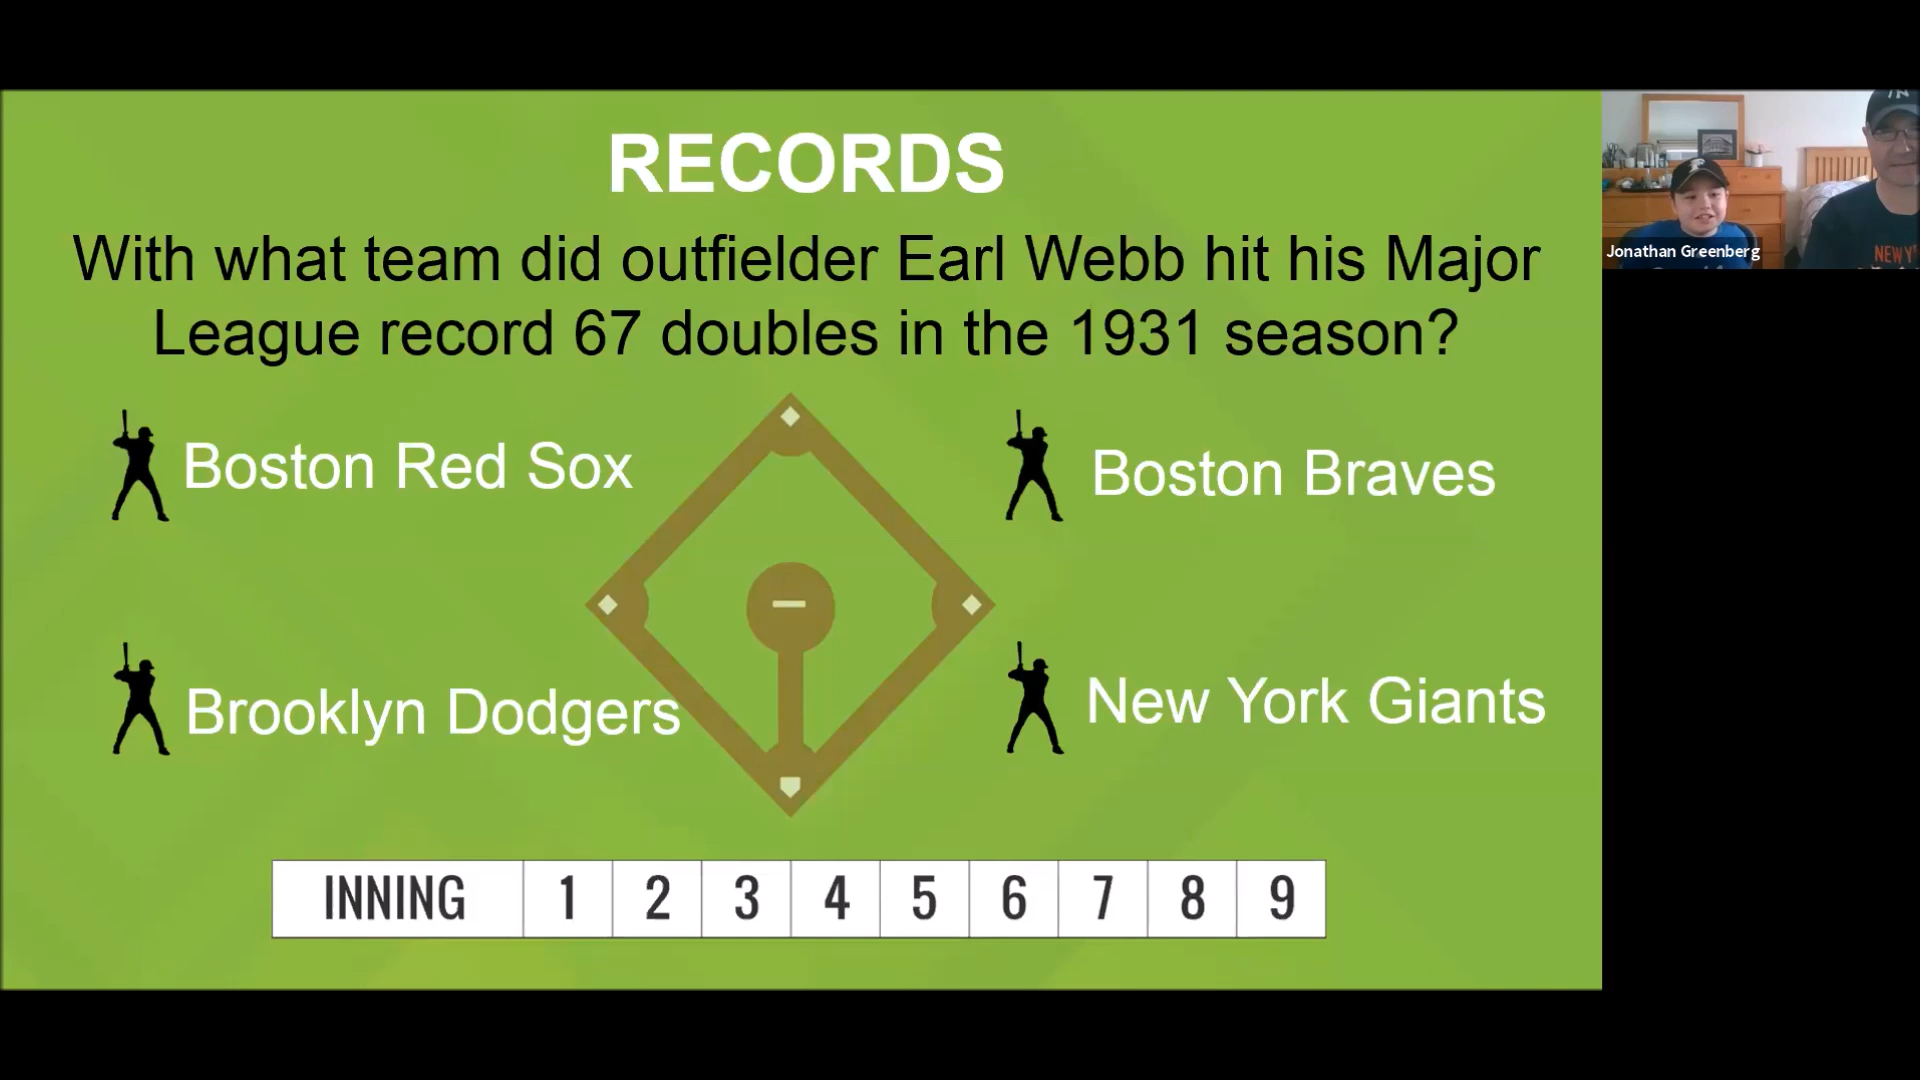 RECORDS
With what team did outfielder Earl Webb hit his Major
League record 67 doubles in the 1931 season?
Boston Red Sox
Boston Braves
Brooklyn Dodgers
New York Giants
INNING 1 2 3 4 5 6 7 8 9
Jonathan Greenberg